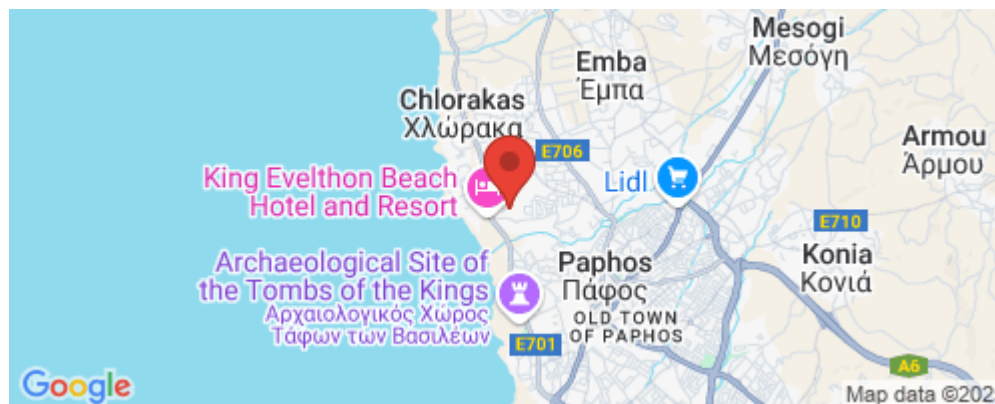 Mesogi
Μεσόγη
Emba
Έμπα
Chlorakas
Χλώρακα
E706
Armou
Άρμου
King Evelthon Beach
Hotel and Resort
Lidl
E710
Archaeological Site of
the Tombs of the Kings
Αρχαιολογικός Χώρος
Τάφων των Βασιλέων
Paphos
Πάφος
OLD TOWN
OF PAPHOS
Konia
Κονιά
E701
A6
Google
Map data ©202